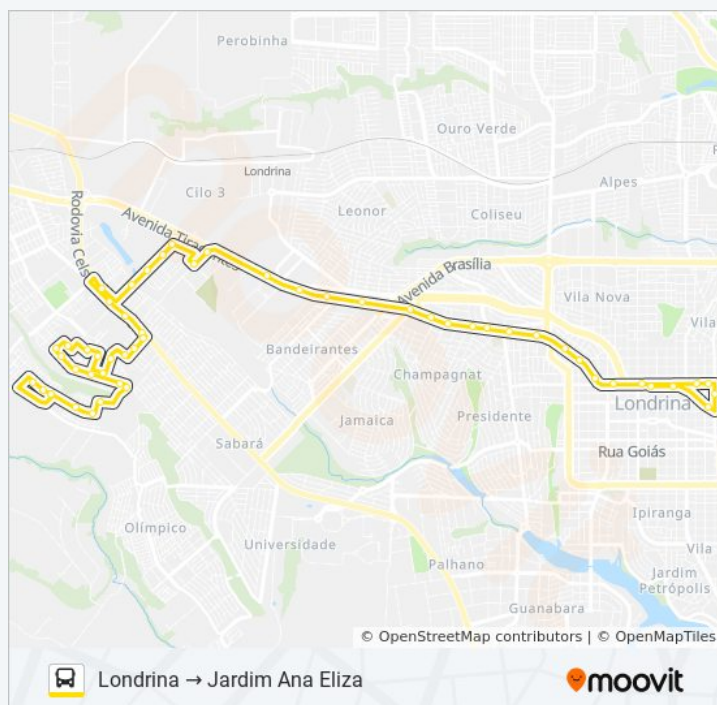 Perobinha
Ouro Verde
Londrina
Cilo 3
Alpes
Rodovia Cels
Avenida Tira
ntes
Leonor
Coliseu
Avenida Brasília
Vila Nova
Vila
Bandeirantes
Champagnat
Londrina
Jamaica
Presidente
Sabará
Rua Goiás
Olímpico
Universidade
Ipiranga
Palhano
Vila
Jardim
Petrópolis
Guanabara
© OpenStreetMap contributors | © OpenMapTiles
Londrina → Jardim Ana Eliza
moovit